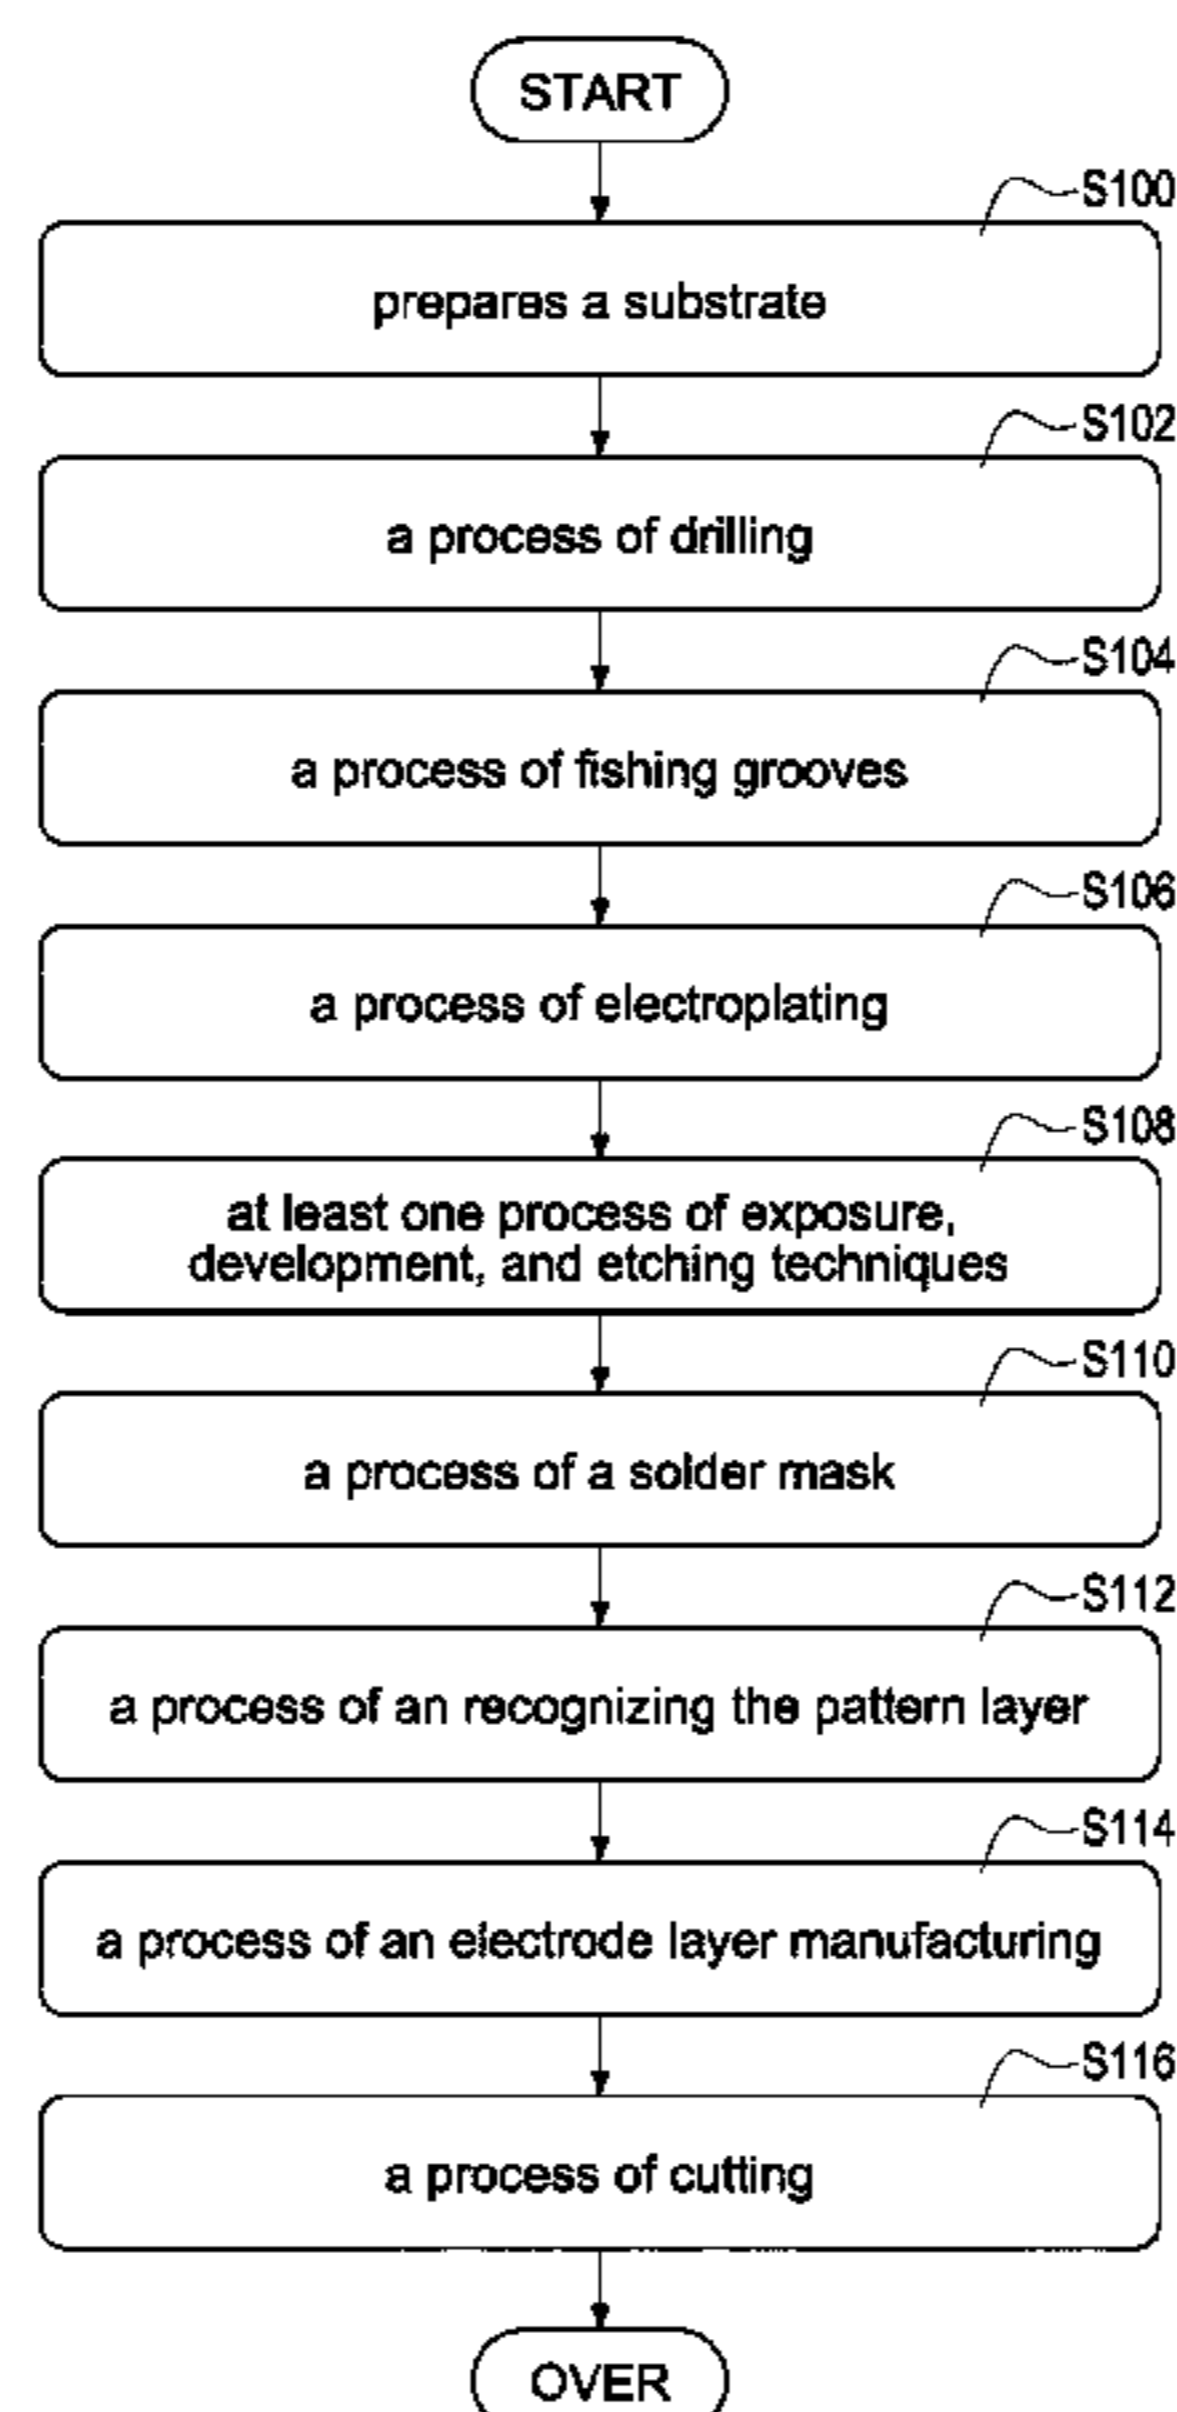 START
S100
prepares a substrate
S102
a process of drilling
S104
a process of fishing grooves
S106
a process of electroplating
S108
at least one process of exposure,
development, and etching techniques
S110
a process of a solder mask
S112
a process of an recognizing the pattern layer
S114
a process of an electrode layer manufacturing
S116
a process of cutting
OVER